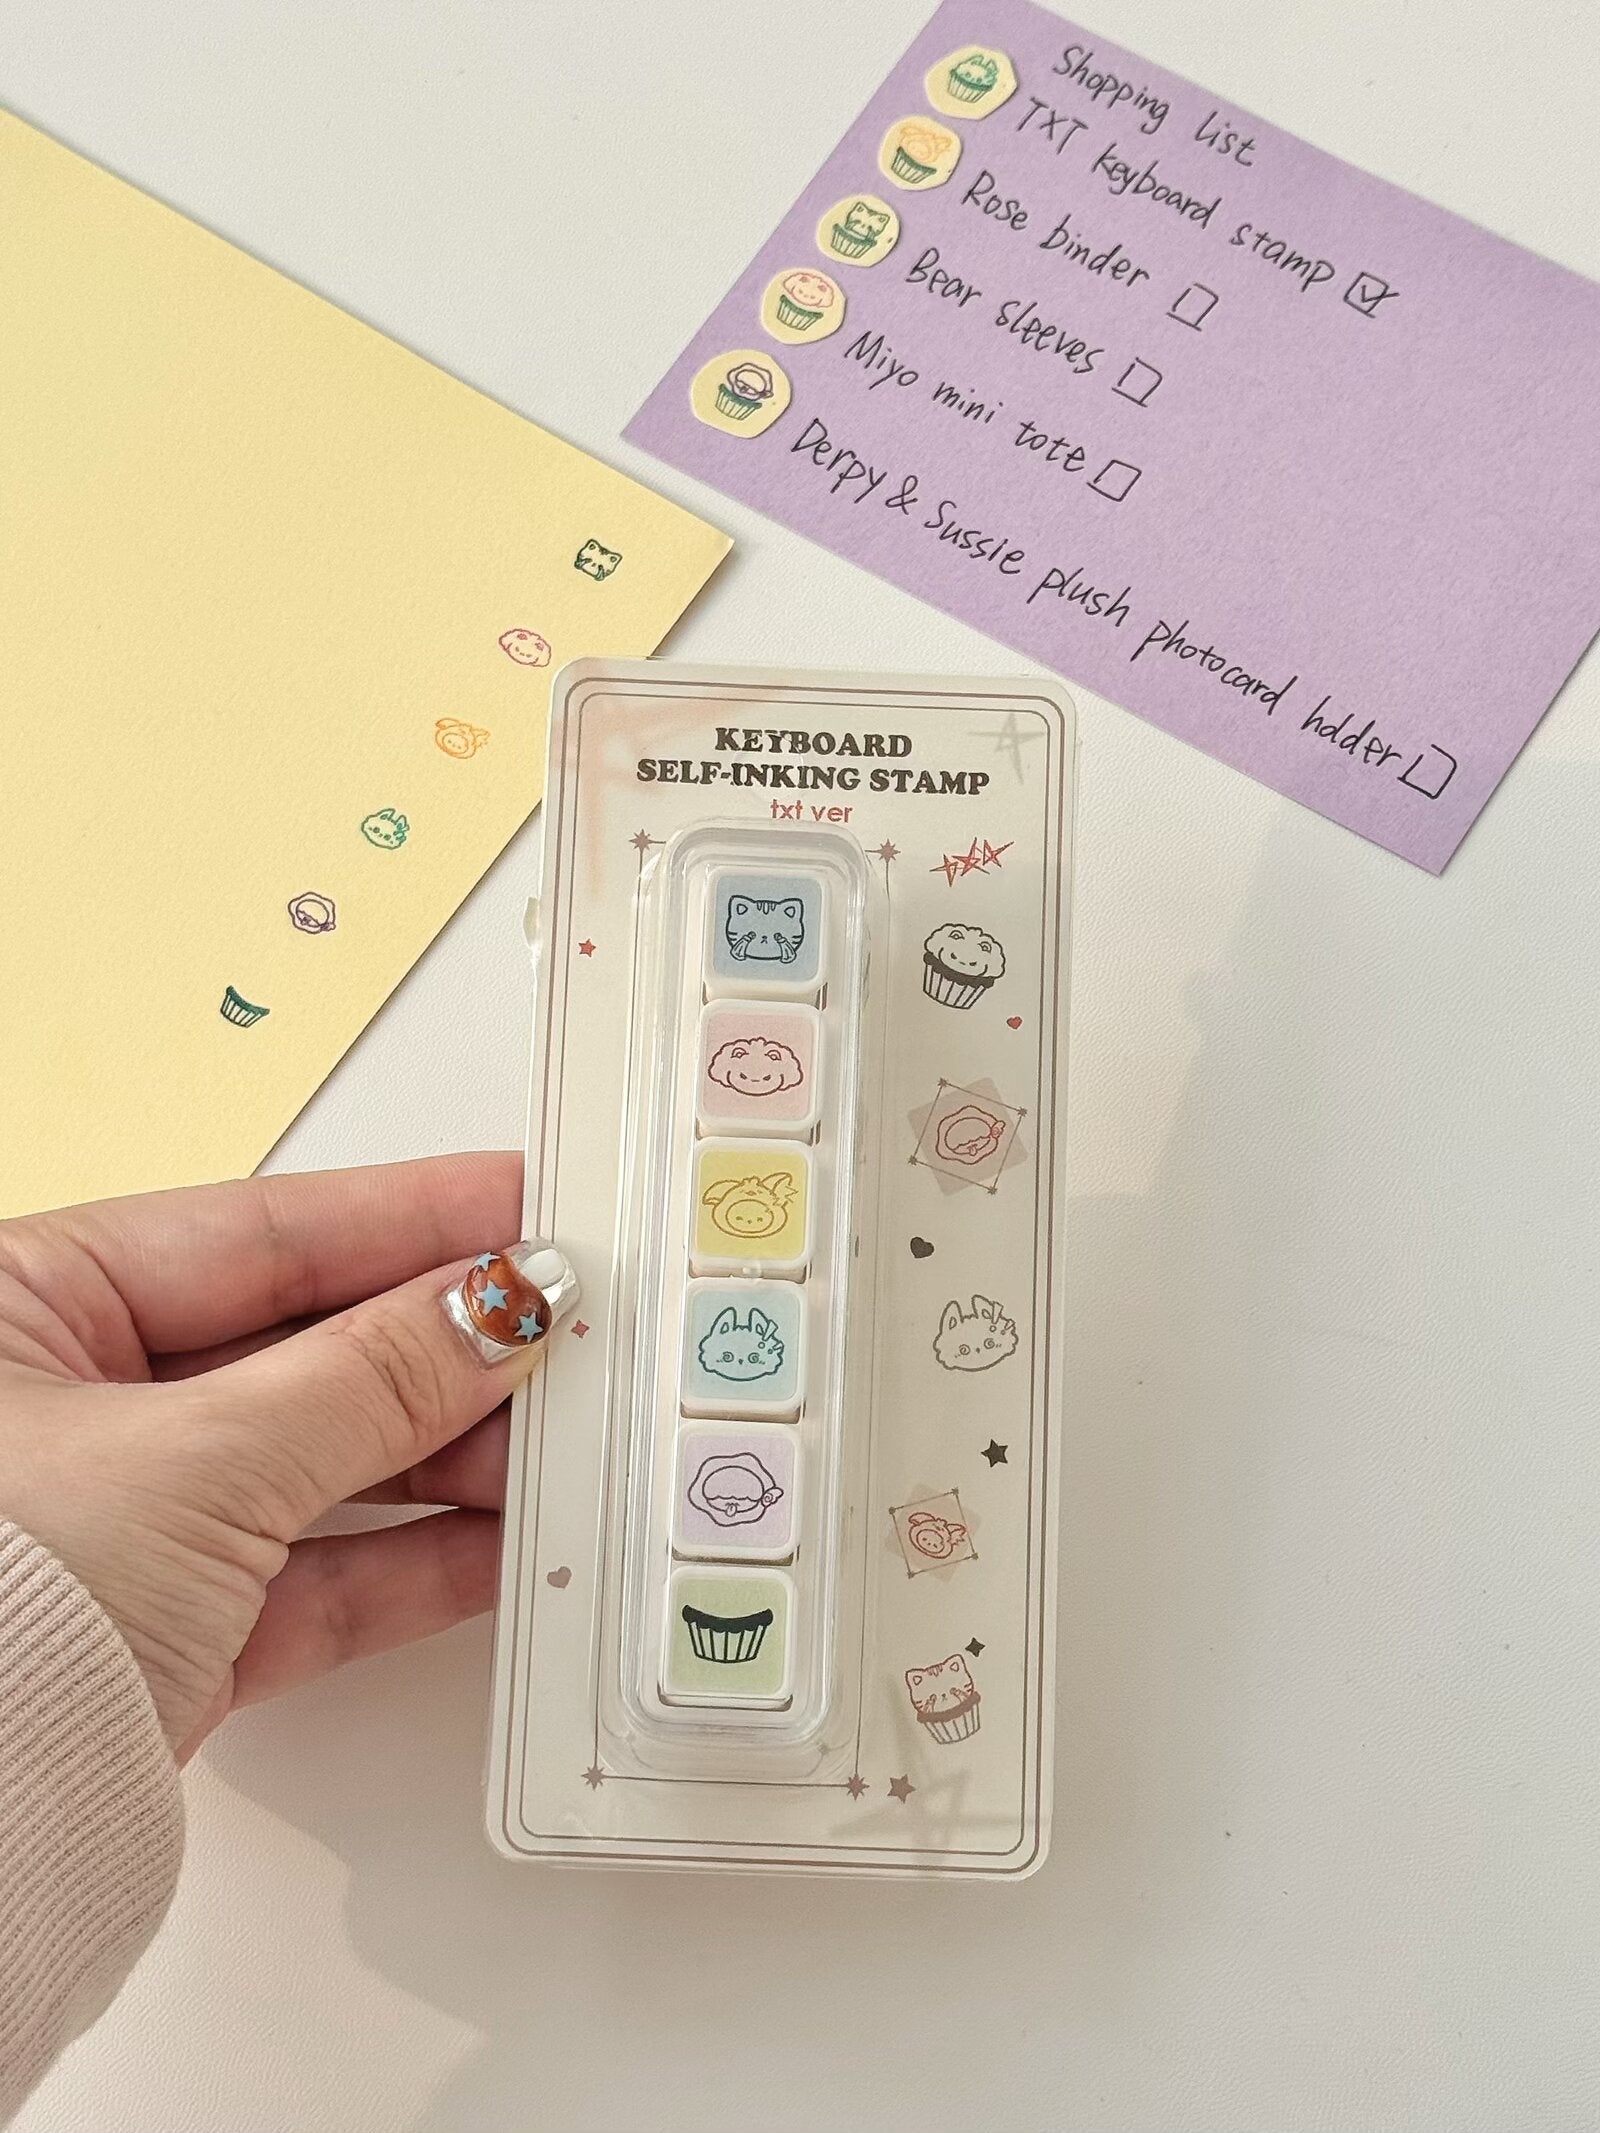 Shopping list
TXT keyboard stamp
Rose binder
Bear sleeves
Miyo mini tote
Derpy & Sussie plush photocard holder
KEYBOARD
SELF-INKING STAMP
txt ver